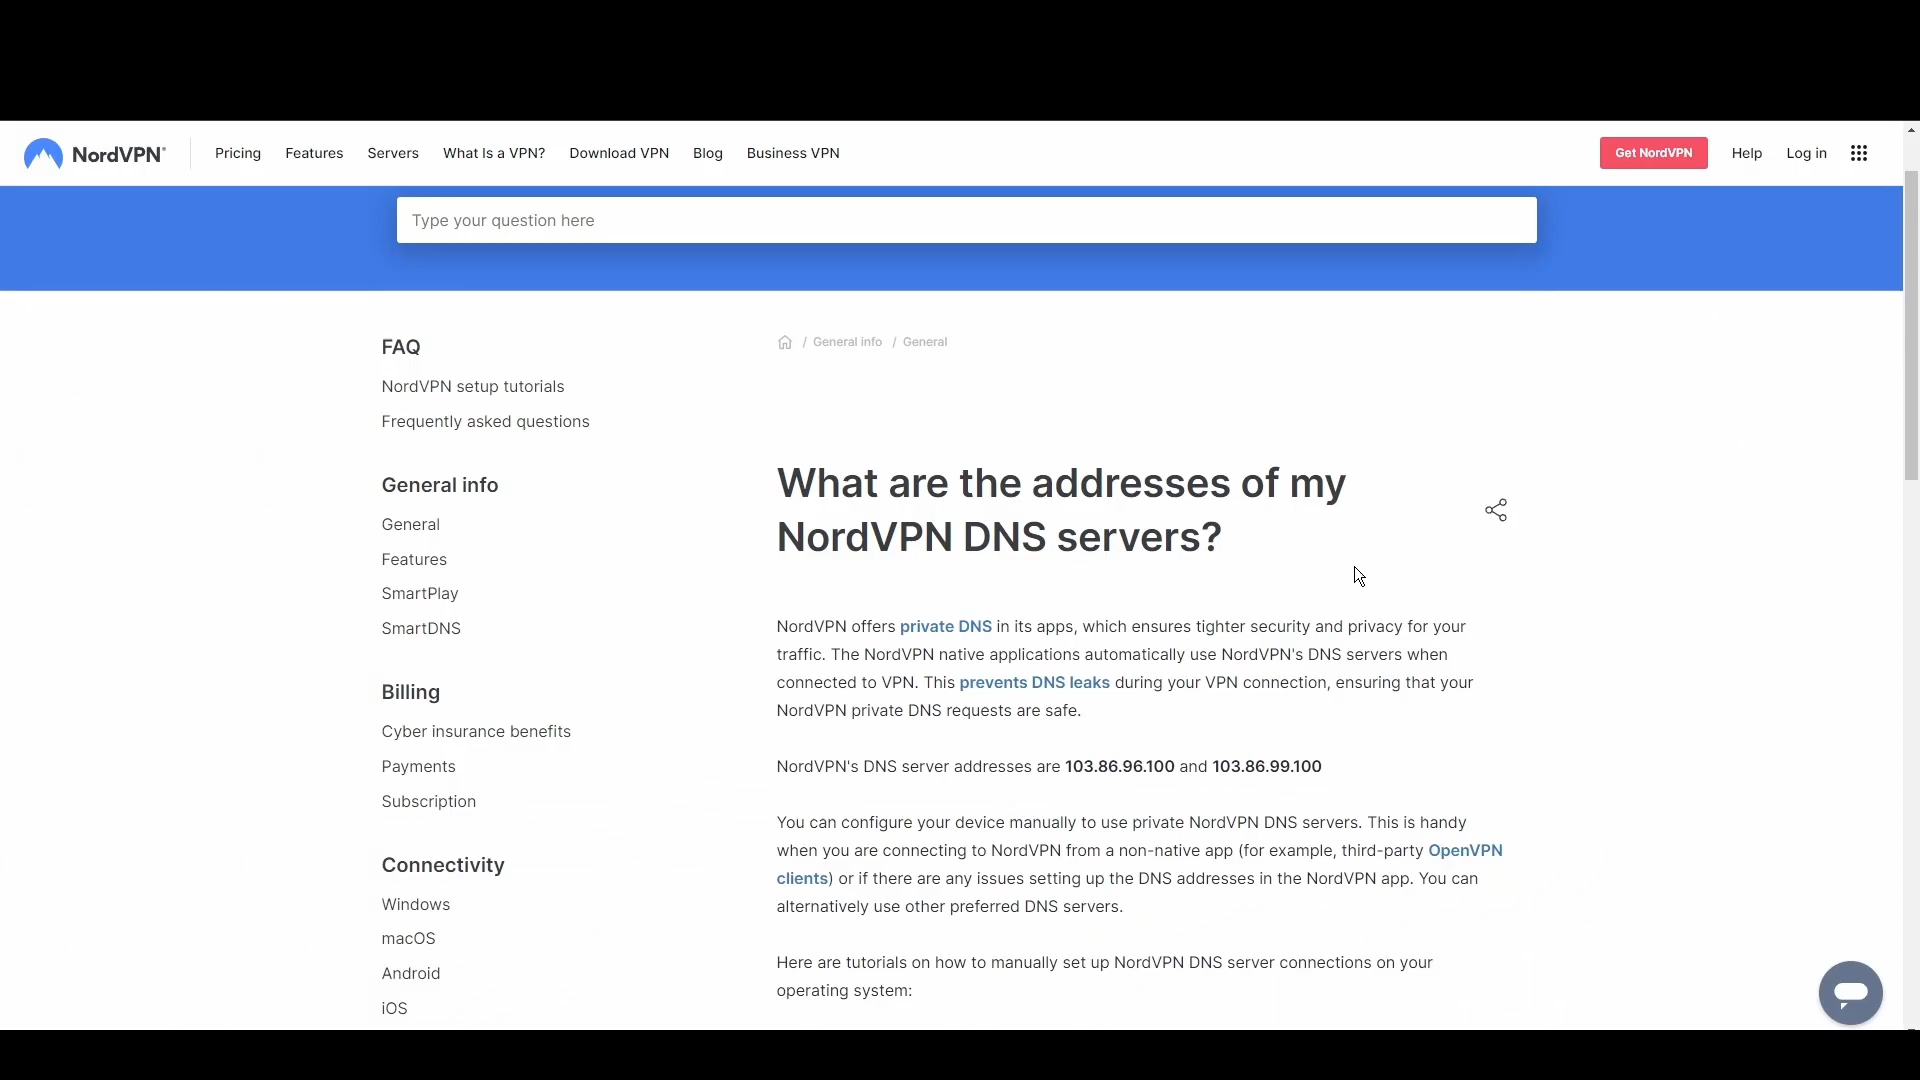 NordVPN®
Pricing Features Servers What Is a VPN? Download VPN Blog Business VPN Get NordVPN Help Log in
Type your question here
FAQ
NordVPN setup tutorials
Frequently asked questions
General info
General
Features
SmartPlay
SmartDNS
Billing
Cyber insurance benefits
Payments
Subscription
Connectivity
Windows
macOS
Android
iOS
/ General info / General
What are the addresses of my
NordVPN DNS servers?
NordVPN offers private DNS in its apps, which ensures tighter security and privacy for your
traffic. The NordVPN native applications automatically use NordVPN's DNS servers when
connected to VPN. This prevents DNS leaks during your VPN connection, ensuring that your
NordVPN private DNS requests are safe.
NordVPN's DNS server addresses are 103.86.96.100 and 103.86.99.100
You can configure your device manually to use private NordVPN DNS servers. This is handy
when you are connecting to NordVPN from a non-native app (for example, third-party OpenVPN
clients) or if there are any issues setting up the DNS addresses in the NordVPN app. You can
alternatively use other preferred DNS servers.
Here are tutorials on how to manually set up NordVPN DNS server connections on your
operating system: